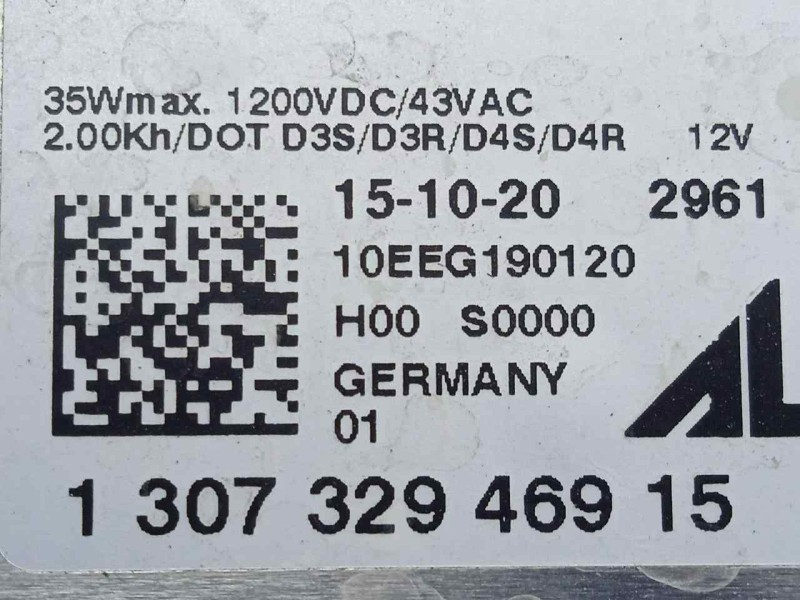 35Wmax. 1200VDC/43VAC
2.00Kh/DOT D3S/D3R/D4S/D4R 12V
15-10-20 2961
10EEG190120
H00 S0000
GERMANY
01
1 307 329 469 15